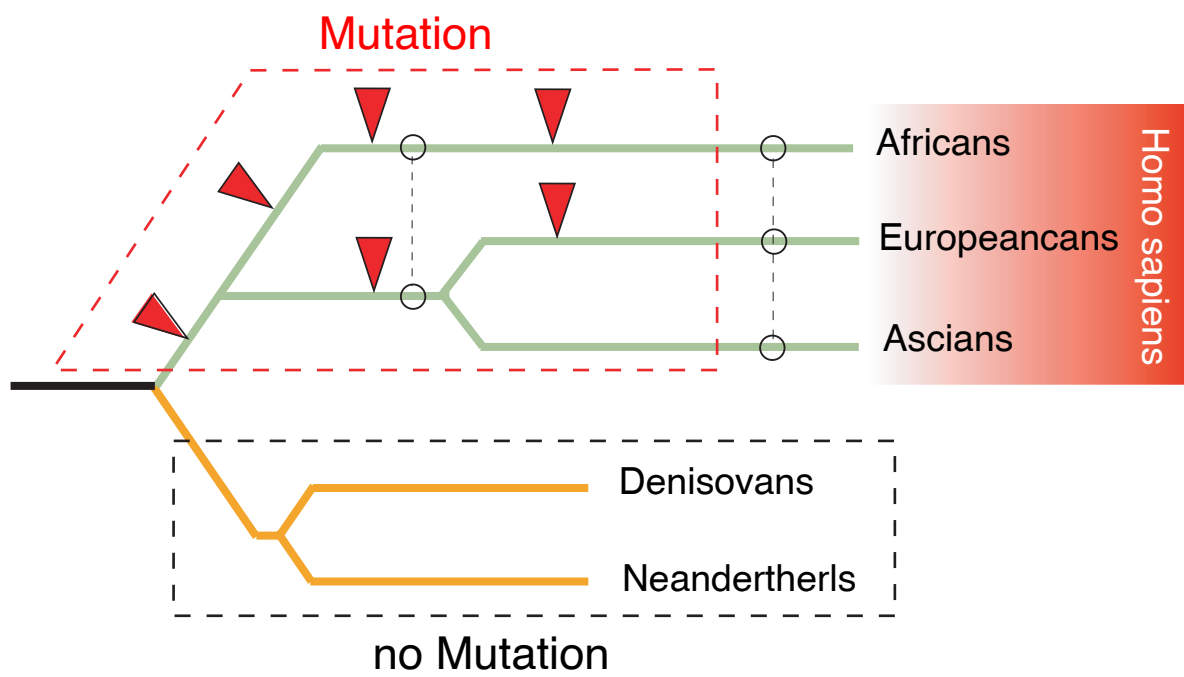 Mutation
Africans
Europeancans
Ascians
Homo sapiens
Denisovans
Neandertherls
no Mutation